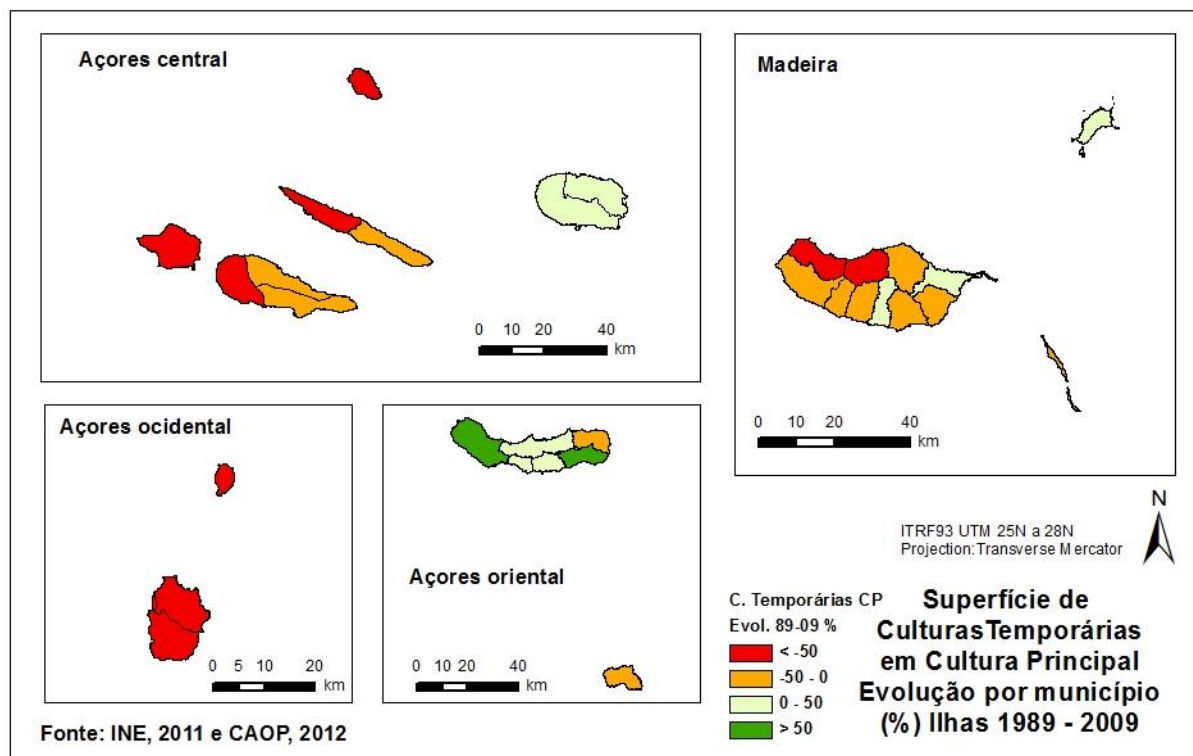 Açores central
0 10 20 40
km
Madeira
0 10 20 40
km
Açores ocidental
0 5 10 20
km
Açores oriental
0 10 20 40
km
N
ITRF93 UTM 25N a 28N
Projection:Transverse Mercator
C. Temporárias CP
Evol. 89-09 %
< -50
-50 - 0
0 - 50
> 50
Superfície de
CulturasTemporárias
em Cultura Principal
Evolução por município
(%) Ilhas 1989 - 2009
Fonte: INE, 2011 e CAOP, 2012